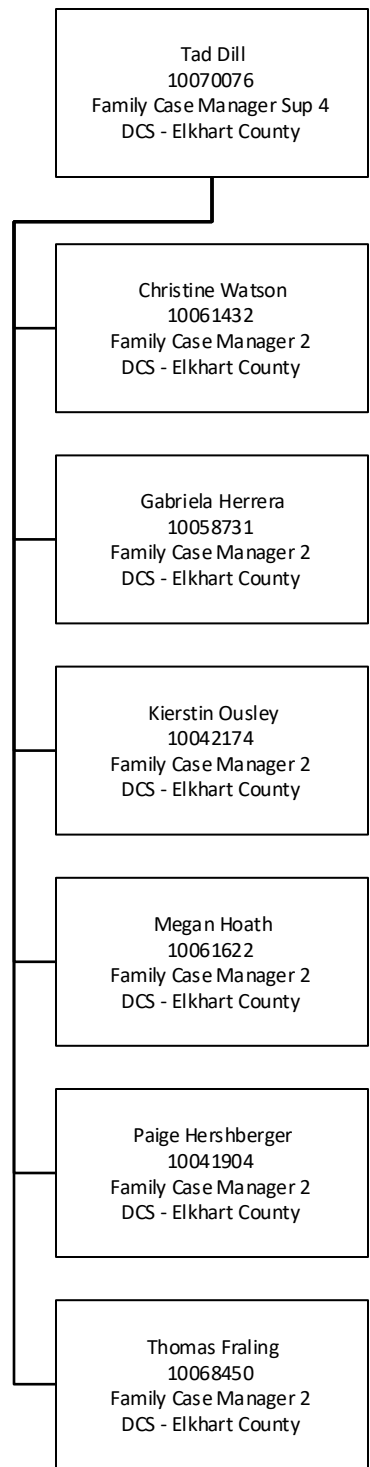 Tad Dill
10070076
Family Case Manager Sup 4
DCS - Elkhart County
Christine Watson
10061432
Family Case Manager 2
DCS - Elkhart County
Gabriela Herrera
10058731
Family Case Manager 2
DCS - Elkhart County
Kierstin Ousley
10042174
Family Case Manager 2
DCS - Elkhart County
Megan Hoath
10061622
Family Case Manager 2
DCS - Elkhart County
Paige Hershberger
10041904
Family Case Manager 2
DCS - Elkhart County
Thomas Fraling
10068450
Family Case Manager 2
DCS - Elkhart County